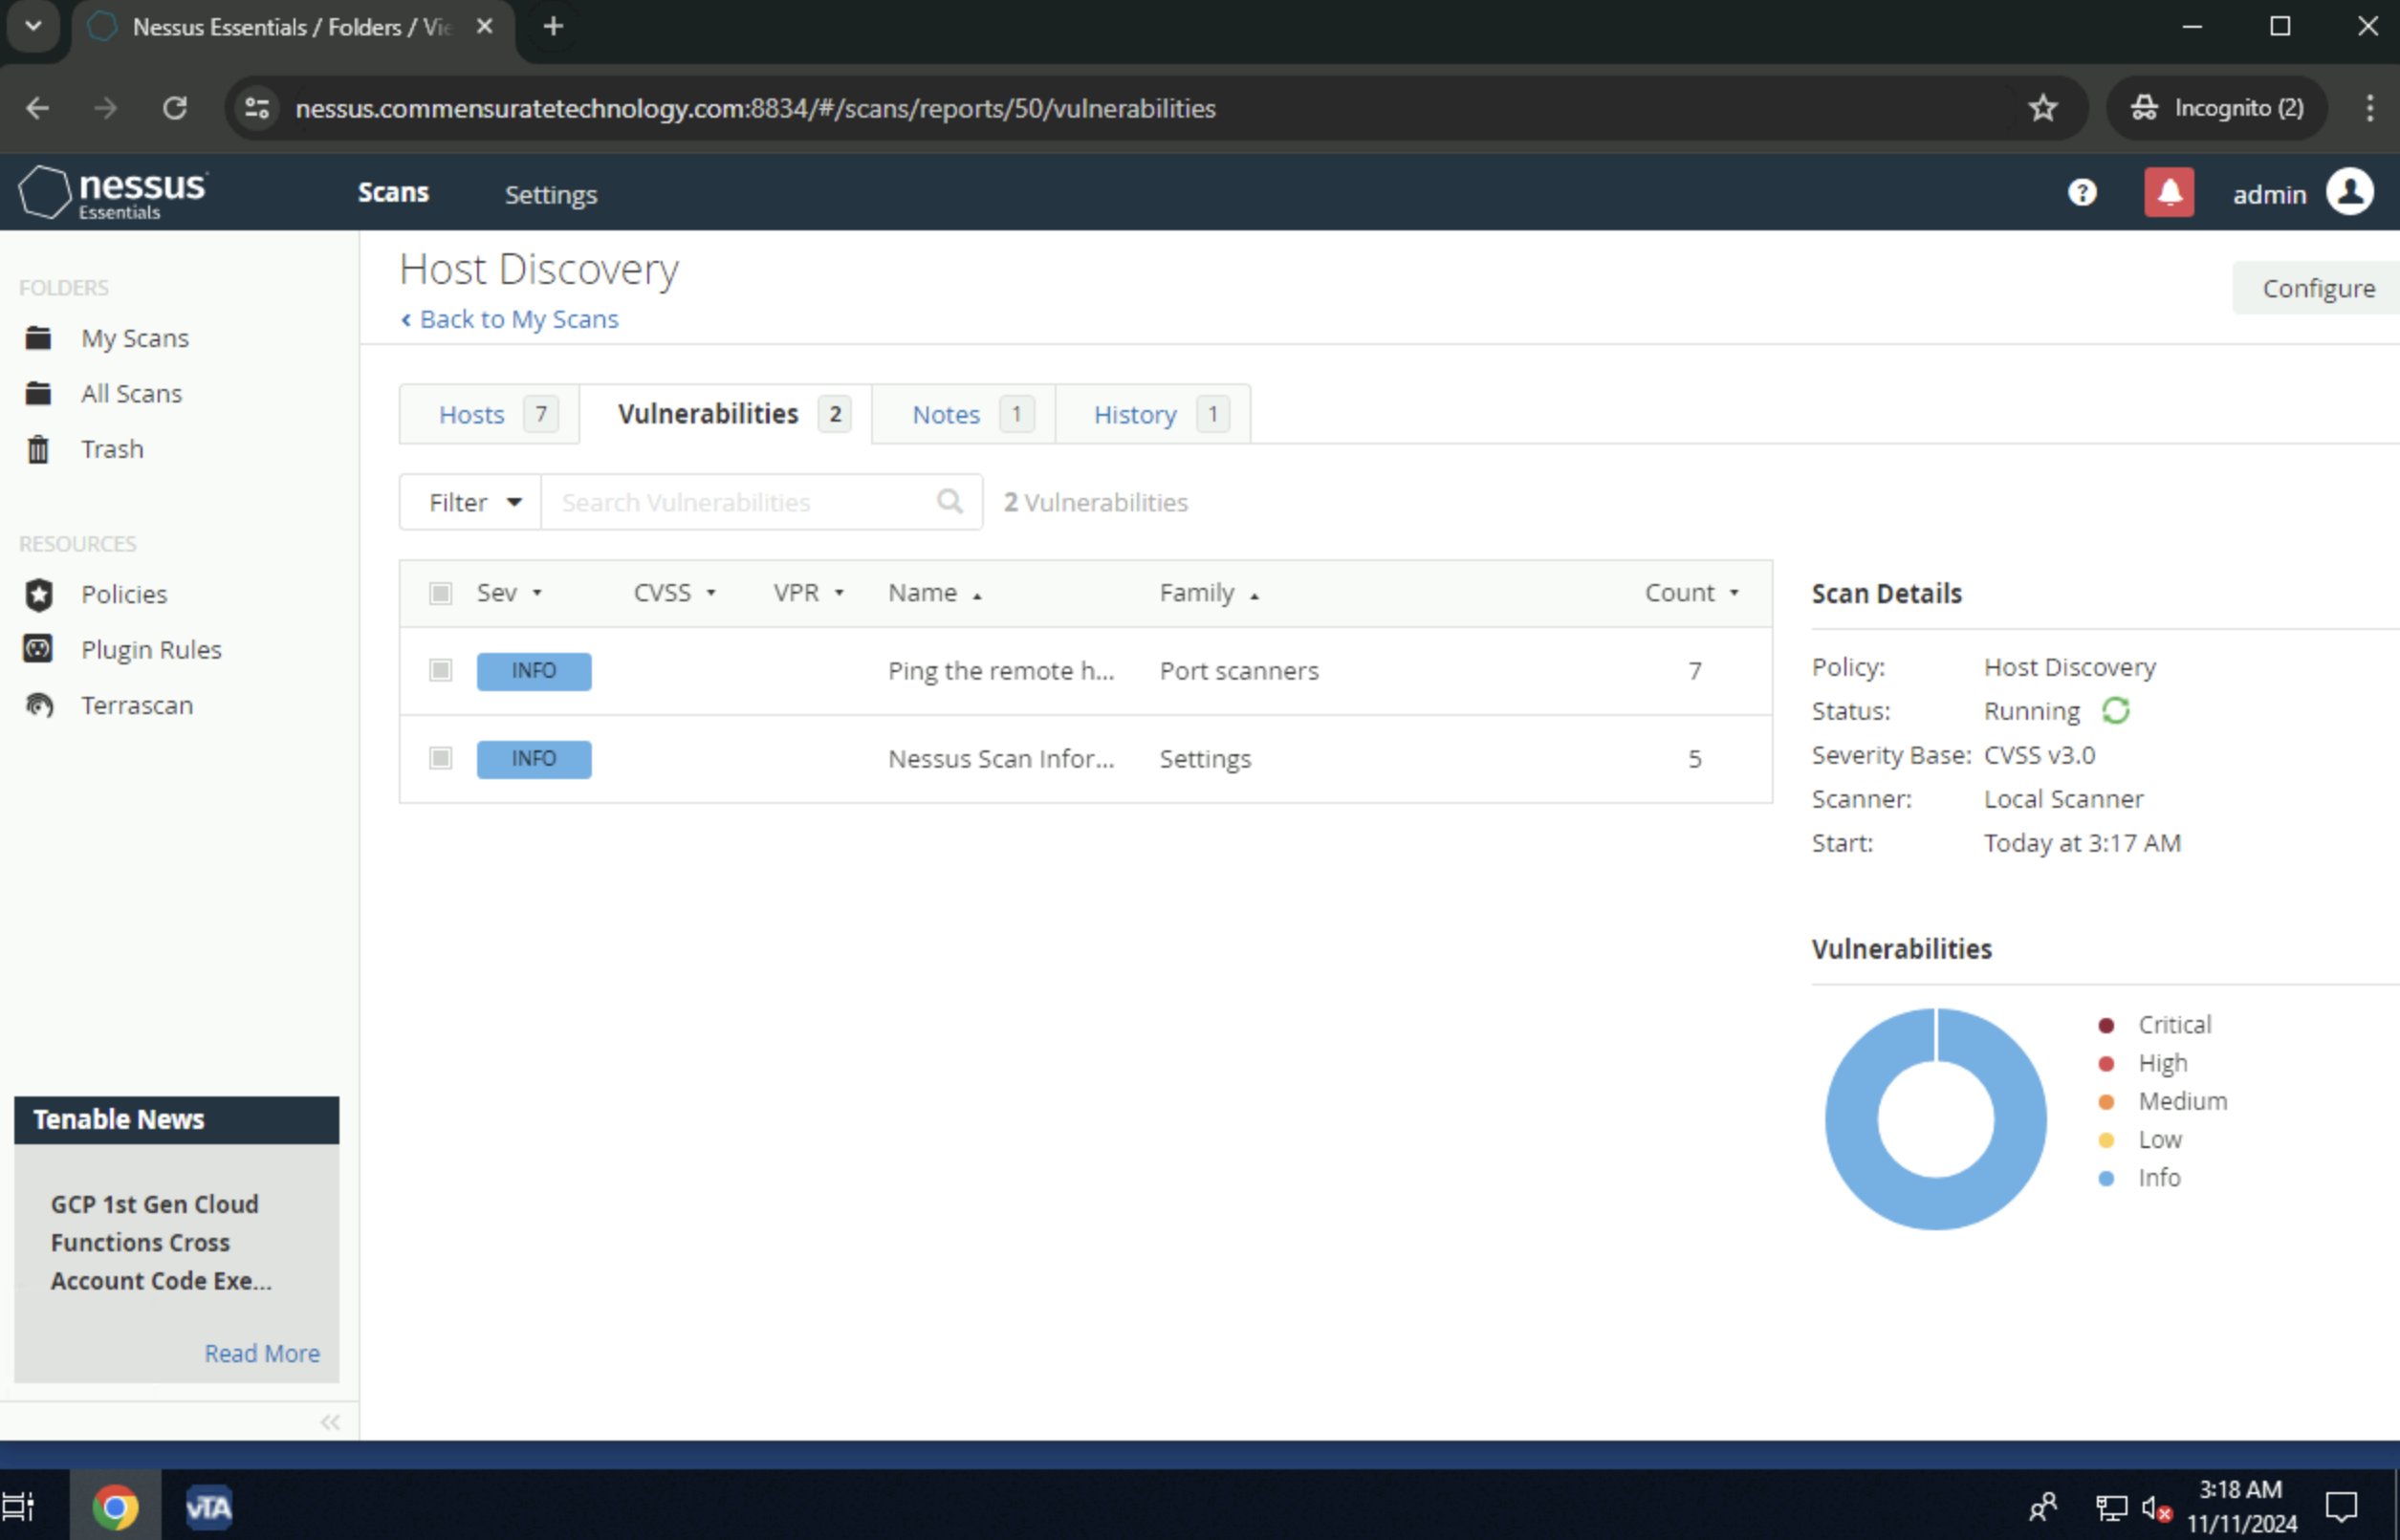 Nessus Essentials / Folders / Vie
nessus.commensuratetechnology.com:8834/#/scans/reports/50/vulnerabilities
Incognito (2)
nessus
Essentials
Scans
Settings
admin
FOLDERS
My Scans
All Scans
Trash
RESOURCES
Policies
Plugin Rules
Terrascan
Tenable News
GCP 1st Gen Cloud
Functions Cross
Account Code Exe...
Read More
Host Discovery
Back to My Scans
Configure
Hosts 7
Vulnerabilities 2
Notes 1
History 1
Filter
Search Vulnerabilities
2 Vulnerabilities
Sev CVSS VPR Name Family Count
INFO Ping the remote h... Port scanners 7
INFO Nessus Scan Infor... Settings 5
Scan Details
Policy: Host Discovery
Status: Running
Severity Base: CVSS v3.0
Scanner: Local Scanner
Start: Today at 3:17 AM
Vulnerabilities
Critical
High
Medium
Low
Info
vTA
3:18 AM
11/11/2024